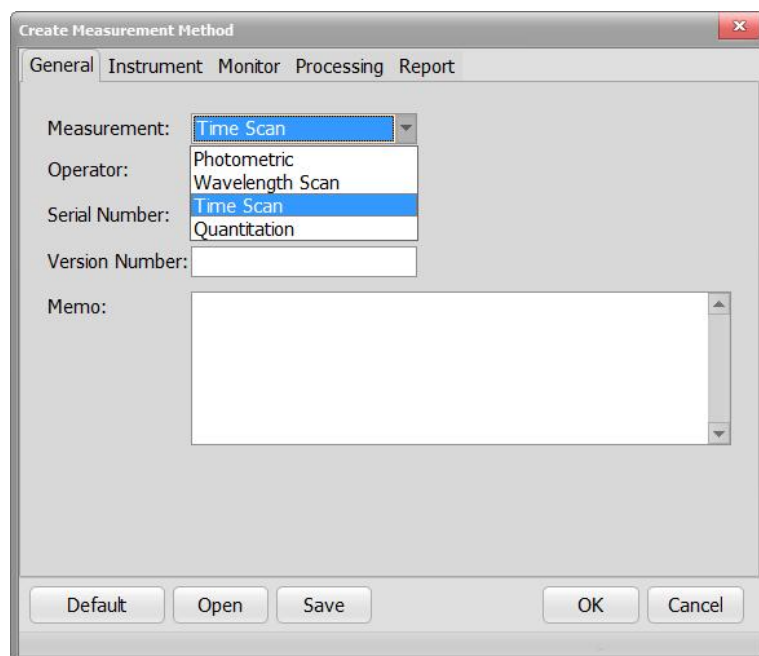 Create Measurement Method
General Instrument Monitor Processing Report
Measurement: Time Scan
Photometric
Operator:
Wavelength Scan
Time Scan
Serial Number:
Quantitation
Version Number:
Memo:
Default Open Save OK Cancel